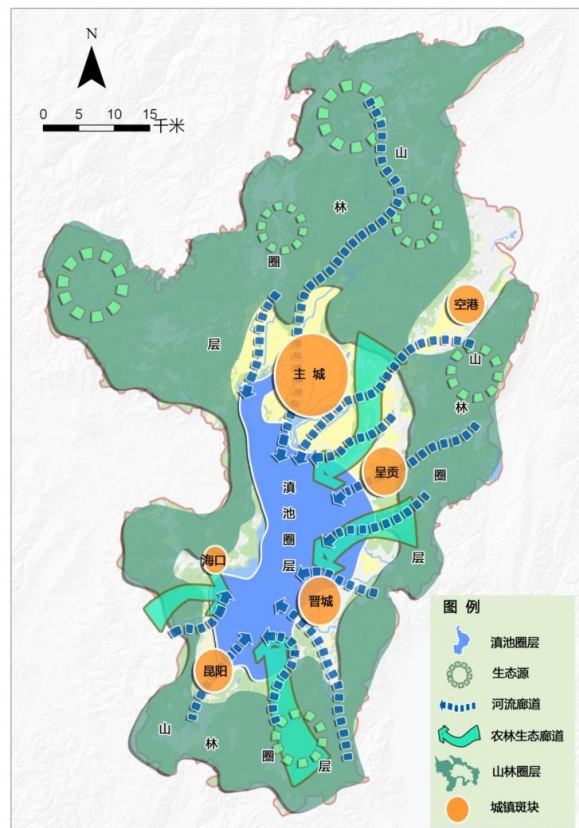 N
0 5 10 15
千米
山
林
圈
层
空港
主城
山
林
圈
层
呈贡
滇
池
圈
层
海口
晋城
昆阳
山
林
圈
层
图 例
滇池圈层
生态源
河流廊道
农林生态廊道
山林圈层
城镇斑块